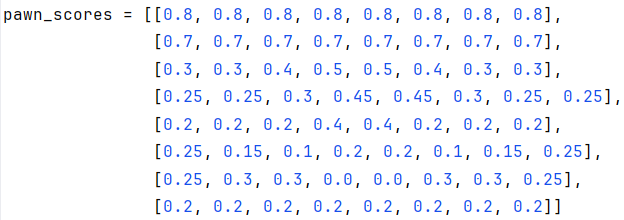 pawn_scores = [[0.8, 0.8, 0.8, 0.8, 0.8, 0.8, 0.8, 0.8],
[0.7, 0.7, 0.7, 0.7, 0.7, 0.7, 0.7, 0.7],
[0.3, 0.3, 0.4, 0.5, 0.5, 0.4, 0.3, 0.3],
[0.25, 0.25, 0.3, 0.45, 0.45, 0.3, 0.25, 0.25],
[0.2, 0.2, 0.2, 0.4, 0.4, 0.2, 0.2, 0.2],
[0.25, 0.15, 0.1, 0.2, 0.2, 0.1, 0.15, 0.25],
[0.25, 0.3, 0.3, 0.0, 0.0, 0.3, 0.3, 0.25],
[0.2, 0.2, 0.2, 0.2, 0.2, 0.2, 0.2, 0.2]]